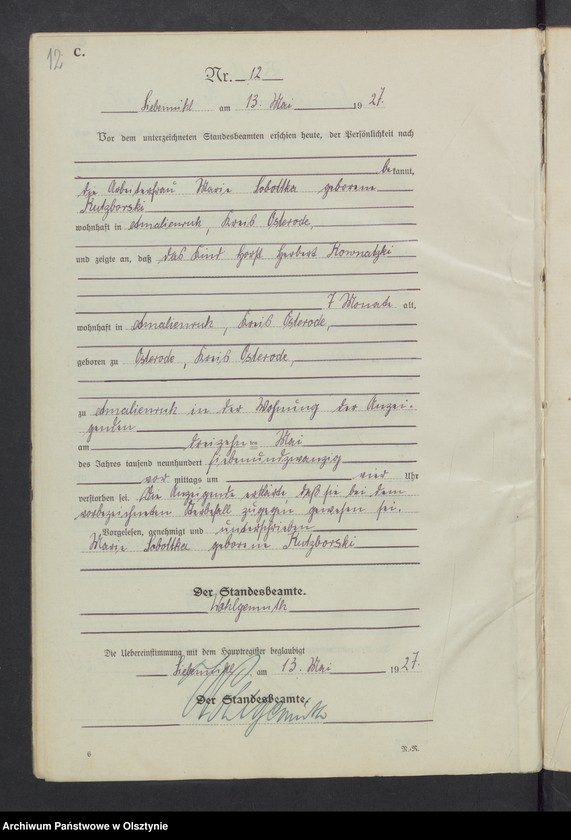 12
C.
Nr. 12
Liebemühl am 13. Mai 1927.
Vor dem unterzeichneten Standesbeamten erschien heute, der Persönlichkeit nach
bekannt,
die Arbeiterfrau Marie Sobottka geborene
Kutzborski
wohnhaft in Amalienruh, Kreis Osterode,
und zeigte an, daß das Kind Horst Herbert Kownatzki
7 Monate alt,
wohnhaft in Amalienruh, Kreis Osterode,
geboren zu Osterode, Kreis Osterode,
zu Amalienruh in der Wohnung der Anzei-
genden
am dreizehnten Mai
des Jahres tausend neunhundert siebenundzwanzig
vor mittags um vier Uhr
verstorben sei. Die Anzeigende erklärte, daß sie bei dem
vorbezeichneten Sterbefall zugegen gewesen sei.
Vorgelesen, genehmigt und unterschrieben
Marie Sobottka geborene Kutzborski
Der Standesbeamte.
Wohlgemuth
Die Uebereinstimmung mit dem Hauptregister beglaubigt
Liebemühl, am 13. Mai 1927.
Der Standesbeamte
Wohlgemuth
6
N.-R.
Archiwum Państwowe w Olsztynie